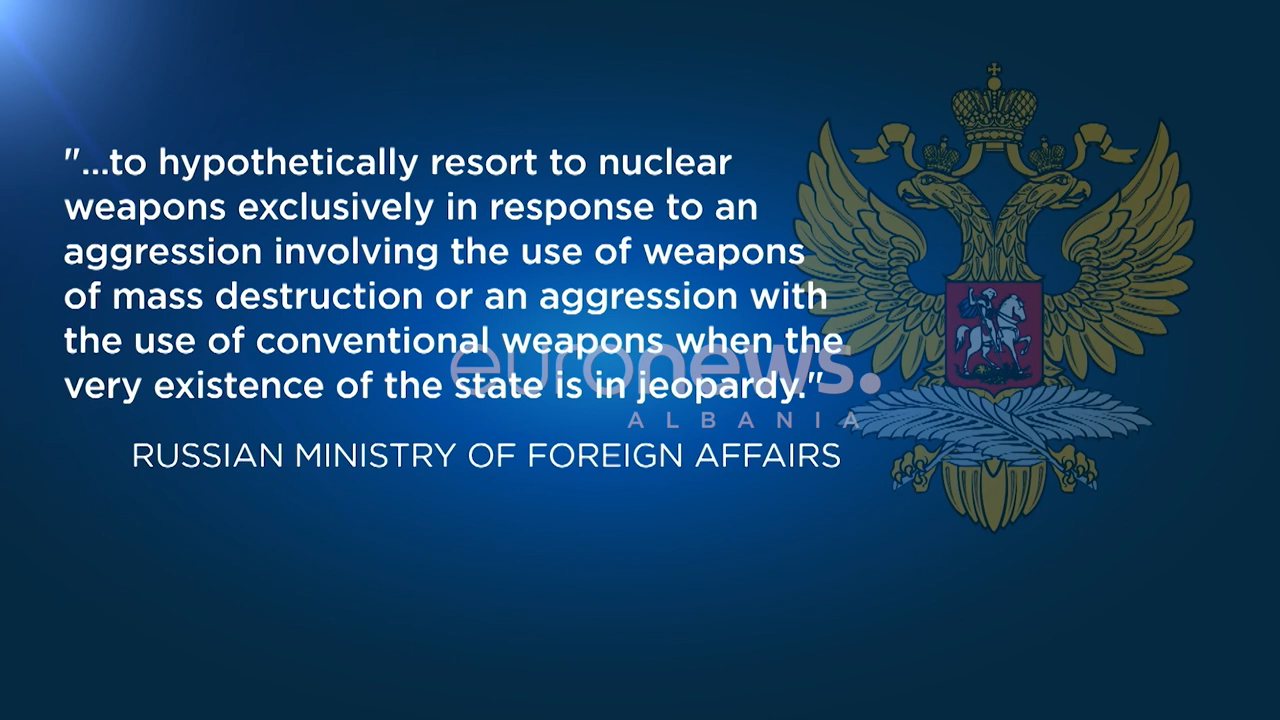 "...to hypothetically resort to nuclear
weapons exclusively in response to an
aggression involving the use of weapons
of mass destruction or an aggression with
the use of conventional weapons when the
very existence of the state is in jeopardy."
euronews.
ALBANIA
RUSSIAN MINISTRY OF FOREIGN AFFAIRS